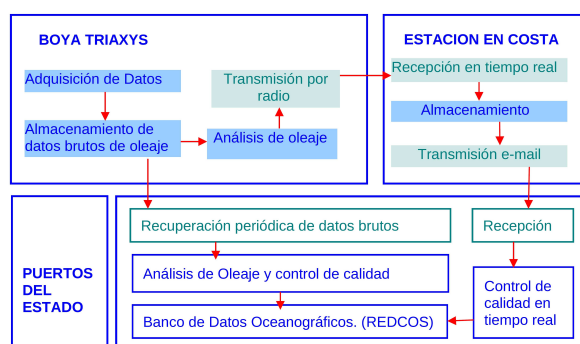 BOYA TRIAXYS
Adquisición de Datos
Almacenamiento de
datos brutos de oleaje
Análisis de oleaje
Transmisión por
radio
ESTACION EN COSTA
Recepción en tiempo real
Almacenamiento
Transmisión e-mail
PUERTOS
DEL
ESTADO
Recuperación periódica de datos brutos
Recepción
Análisis de Oleaje y control de calidad
Control de
calidad en
tiempo real
Banco de Datos Oceanográficos. (REDCOS)